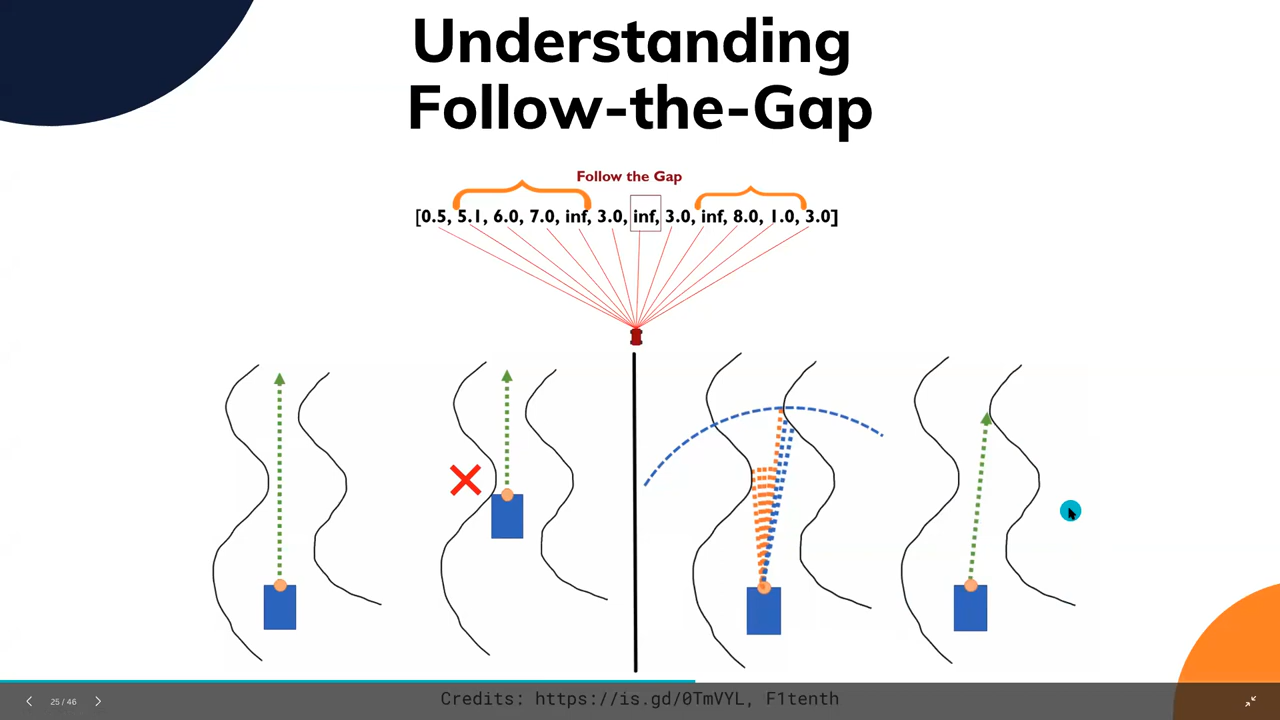 Understanding
Follow-the-Gap
Follow the Gap
[0.5, 5.1, 6.0, 7.0, inf, 3.0, inf, 3.0, inf, 8.0, 1.0, 3.0]
25 / 46
Credits: https://is.gd/0TmVYL, F1tenth